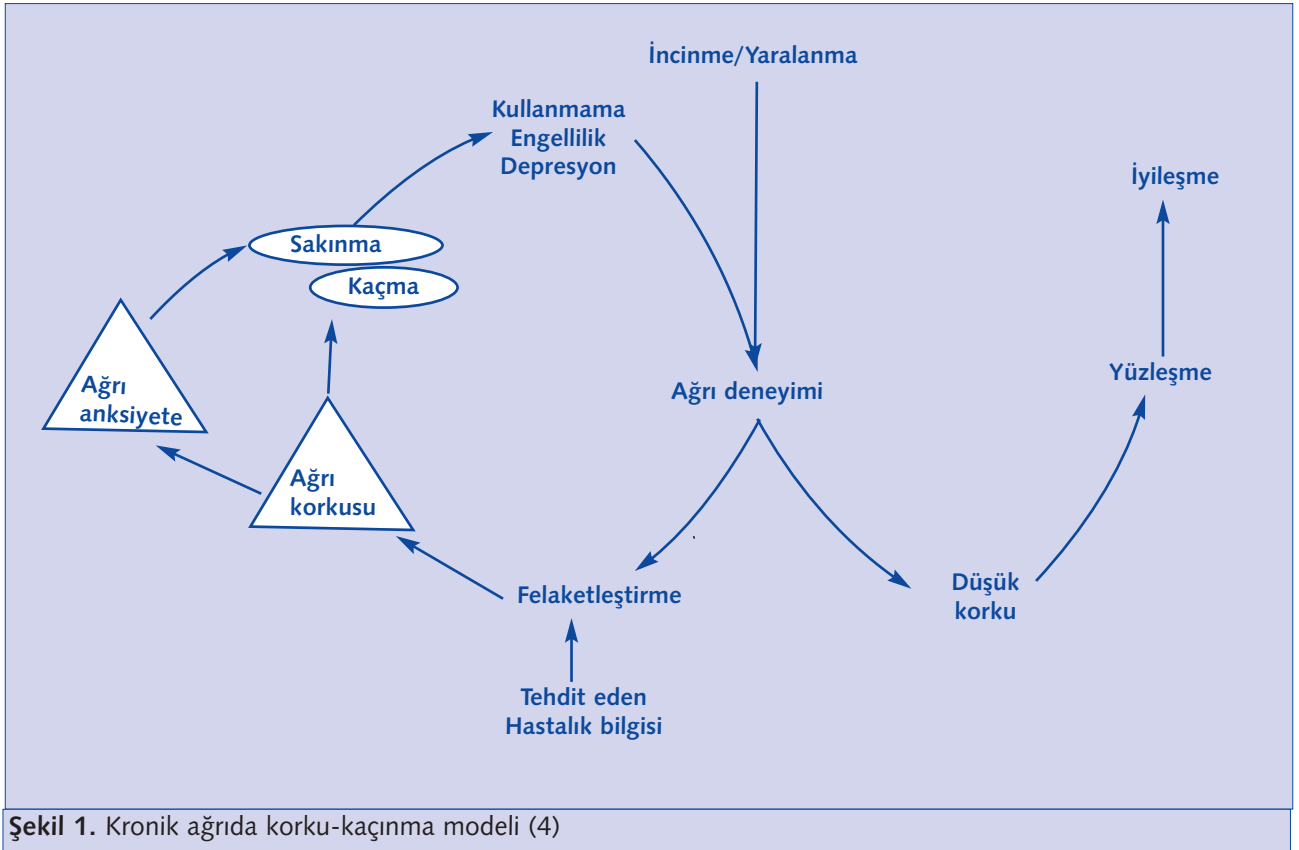 İncinme/Yaralanma
Kullanmama
Engellilik
Depresyon
İyileşme
Sakınma
Kaçma
Ağrı
anksiyete
Ağrı deneyimi
Yüzleşme
Ağrı
korkusu
Felaketleştirme
Düşük
korku
Tehdit eden
Hastalık bilgisi
Şekil 1. Kronik ağrıda korku-kaçınma modeli (4)